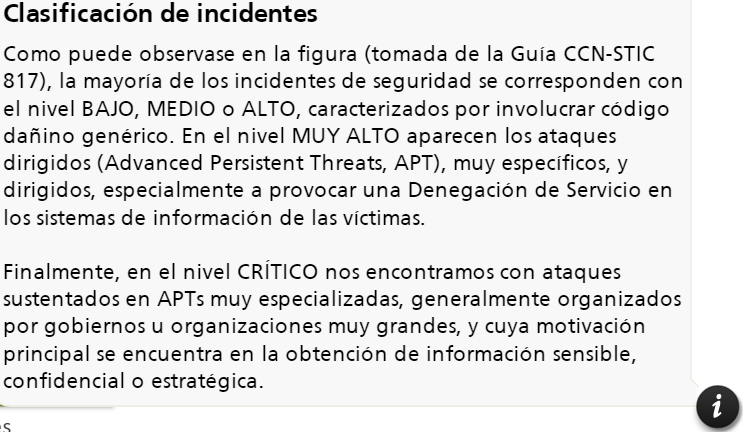 Clasificación de incidentes
Como puede observase en la figura (tomada de la Guía CCN-STIC
817), la mayoría de los incidentes de seguridad se corresponden con
el nivel BAJO, MEDIO o ALTO, caracterizados por involucrar código
dañino genérico. En el nivel MUY ALTO aparecen los ataques
dirigidos (Advanced Persistent Threats, APT), muy específicos, y
dirigidos, especialmente a provocar una Denegación de Servicio en
los sistemas de información de las víctimas.
Finalmente, en el nivel CRÍTICO nos encontramos con ataques
sustentados en APTs muy especializadas, generalmente organizados
por gobiernos u organizaciones muy grandes, y cuya motivación
principal se encuentra en la obtención de información sensible,
confidencial o estratégica.
i
es